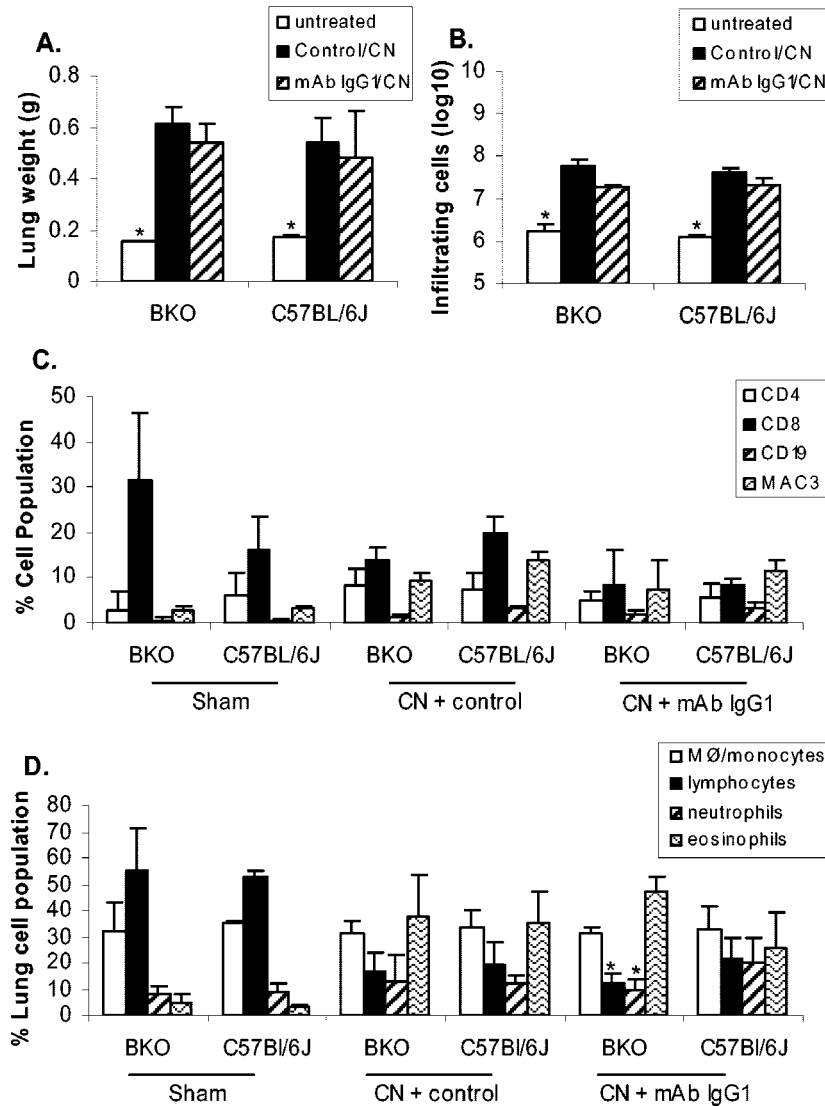 A.
untreated
Control/CN
mAb IgG1/CN
Lung weight (g)
0.8
0.6
0.4
0.2
0
*
*
BKO
C57BL/6J
B.
untreated
Control/CN
mAb IgG1/CN
Infiltrating cells (log10)
8
7
6
5
*
*
BKO
C57BL/6J
C.
CD4
CD8
CD19
MAC3
% Cell Population
50
40
30
20
10
0
BKO C57BL/6J BKO C57BL/6J BKO C57BL/6J
Sham CN + control CN + mAb IgG1
D.
MØ/monocytes
lymphocytes
neutrophils
eosinophils
% Lung cell population
80
70
60
50
40
30
20
10
0
* *
BKO C57Bl/6J BKO C57Bl/6J BKO C57Bl/6J
Sham CN + control CN + mAb IgG1